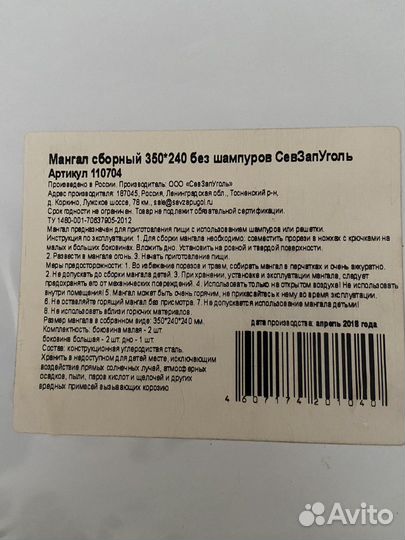 Мангал сборный 350*240 без шампуров СевЗапУголь
Артикул 110704
Произведено в России. Производитель: ООО «СевЗапУголь»
Адрес производителя: 187045, Россия, Ленинградская обл., Тосненский р-н,
д. Коркино, Лужское шоссе, 78 км., sale@sevzapugol.ru
Срок годности не ограничен. Товар не подлежит обязательной сертификации.
ТУ 1480-001-70637905-2012
Мангал предназначен для приготовления пищи с использованием шампуров или решетки.
Инструкция по эксплуатации: 1. Для сборки мангала необходимо: совместить прорези в ножках с крючками на
малых и больших боковинах. Вложить дно. Установить на ровной и твердой поверхности.
2. Развести в мангале огонь. 3. Начать приготовление пищи.
Меры предосторожности: 1. Во избежание порезов и травм, собирать мангал в перчатках и очень аккуратно.
2. Не допускать до сборки мангала детей. 3. При хранении, установке и эксплуатации мангала, следует
предохранять его от механических повреждений. 4. Использовать только на открытом воздухе! Не использовать
внутри помещения! 5. Мангал может быть очень горячим, не прикасайтесь к нему во время эксплуатации.
6. Не оставляйте горящий мангал без присмотра. 7. Не допускается использование мангала детьми!
8. Не использовать вблизи горючих материалов.
Размер мангала в собранном виде: 350*240*240 мм.
Комплектность: боковина малая - 2 шт.
боковина большая - 2 шт. дно - 1 шт.
Состав: конструкционная углеродистая сталь.
Хранить в недоступном для детей месте, исключающим
воздействие прямых солнечных лучей, атмосферных
осадков, пыли, паров кислот и щелочей и других
вредных примесей вызывающих коррозию
дата производства: апрель 2018 года
4 607174 201040
Avito